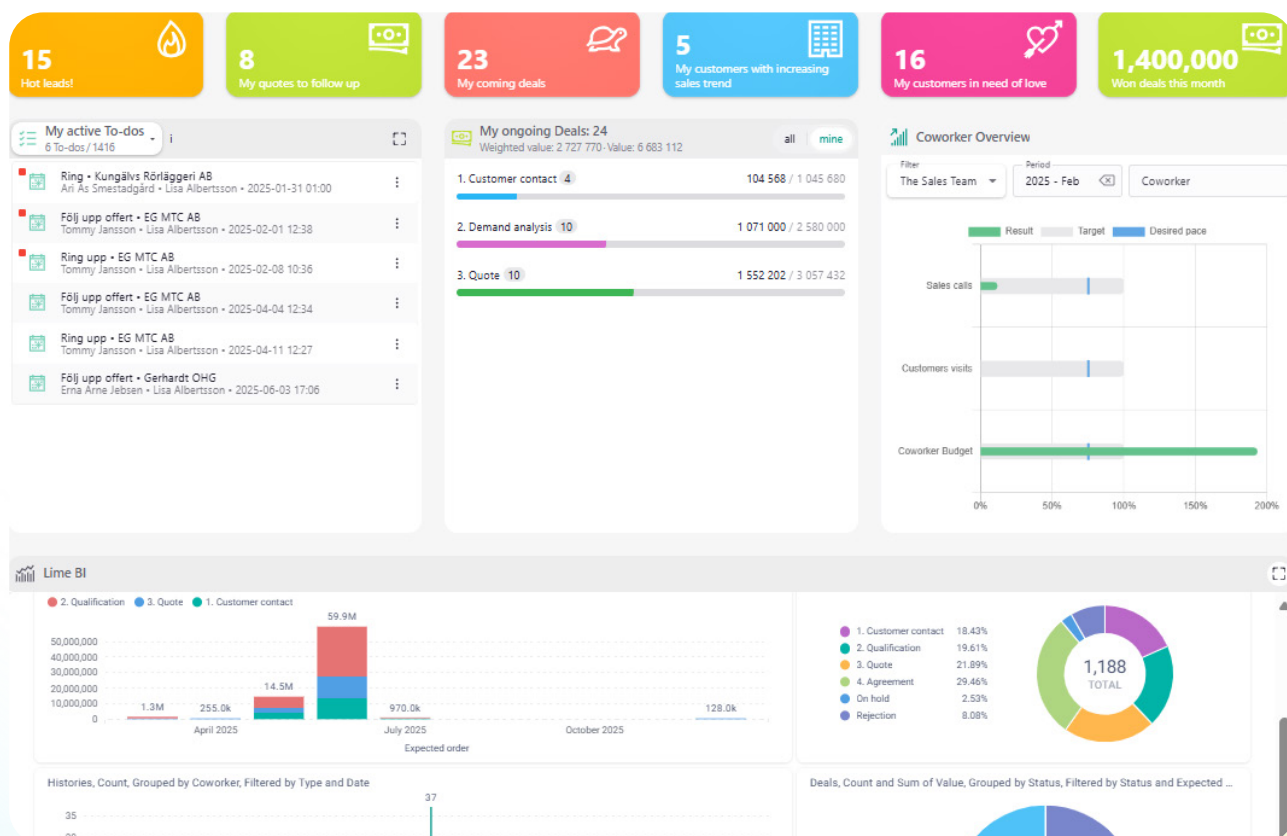 15
Hot leads!
8
My quotes to follow up
23
My coming deals
5
My customers with increasing
sales trend
16
My customers in need of love
1,400,000
Won deals this month
My active To-dos
6 To-dos / 1416
i
Ring • Kungälvs Rörläggeri AB
Ari As Smestadgård • Lisa Albertsson • 2025-01-31 01:00
Följ upp offert • EG MTC AB
Tommy Jansson • Lisa Albertsson • 2025-02-01 12:38
Ring upp • EG MTC AB
Tommy Jansson • Lisa Albertsson • 2025-02-08 10:36
Följ upp offert • EG MTC AB
Tommy Jansson • Lisa Albertsson • 2025-04-04 12:34
Ring upp • EG MTC AB
Tommy Jansson • Lisa Albertsson • 2025-04-11 12:27
Följ upp offert • Gerhardt OHG
Erna Arne Jebsen • Lisa Albertsson • 2025-06-03 17:06
My ongoing Deals: 24
Weighted value: 2 727 770 · Value: 6 683 112
all mine
1. Customer contact 4 104 568 / 1 045 680
2. Demand analysis 10 1 071 000 / 2 580 000
3. Quote 10 1 552 202 / 3 057 432
Coworker Overview
Filter
The Sales Team
Period
2025 - Feb
Coworker
Result Target Desired pace
Sales calls
Customers visits
Coworker Budget
0% 50% 100% 150% 200%
Lime BI
2. Qualification 3. Quote 1. Customer contact
59.9M
50,000,000
40,000,000
30,000,000
20,000,000
10,000,000
0
1.3M 255.0k 14.5M 970.0k 128.0k
April 2025 July 2025 October 2025
Expected order
1. Customer contact 18.43%
2. Qualification 19.61%
3. Quote 21.89%
4. Agreement 29.46%
On hold 2.53%
Rejection 8.08%
1,188
TOTAL
Histories, Count, Grouped by Coworker, Filtered by Type and Date
37
35
Deals, Count and Sum of Value, Grouped by Status, Filtered by Status and Expected ...